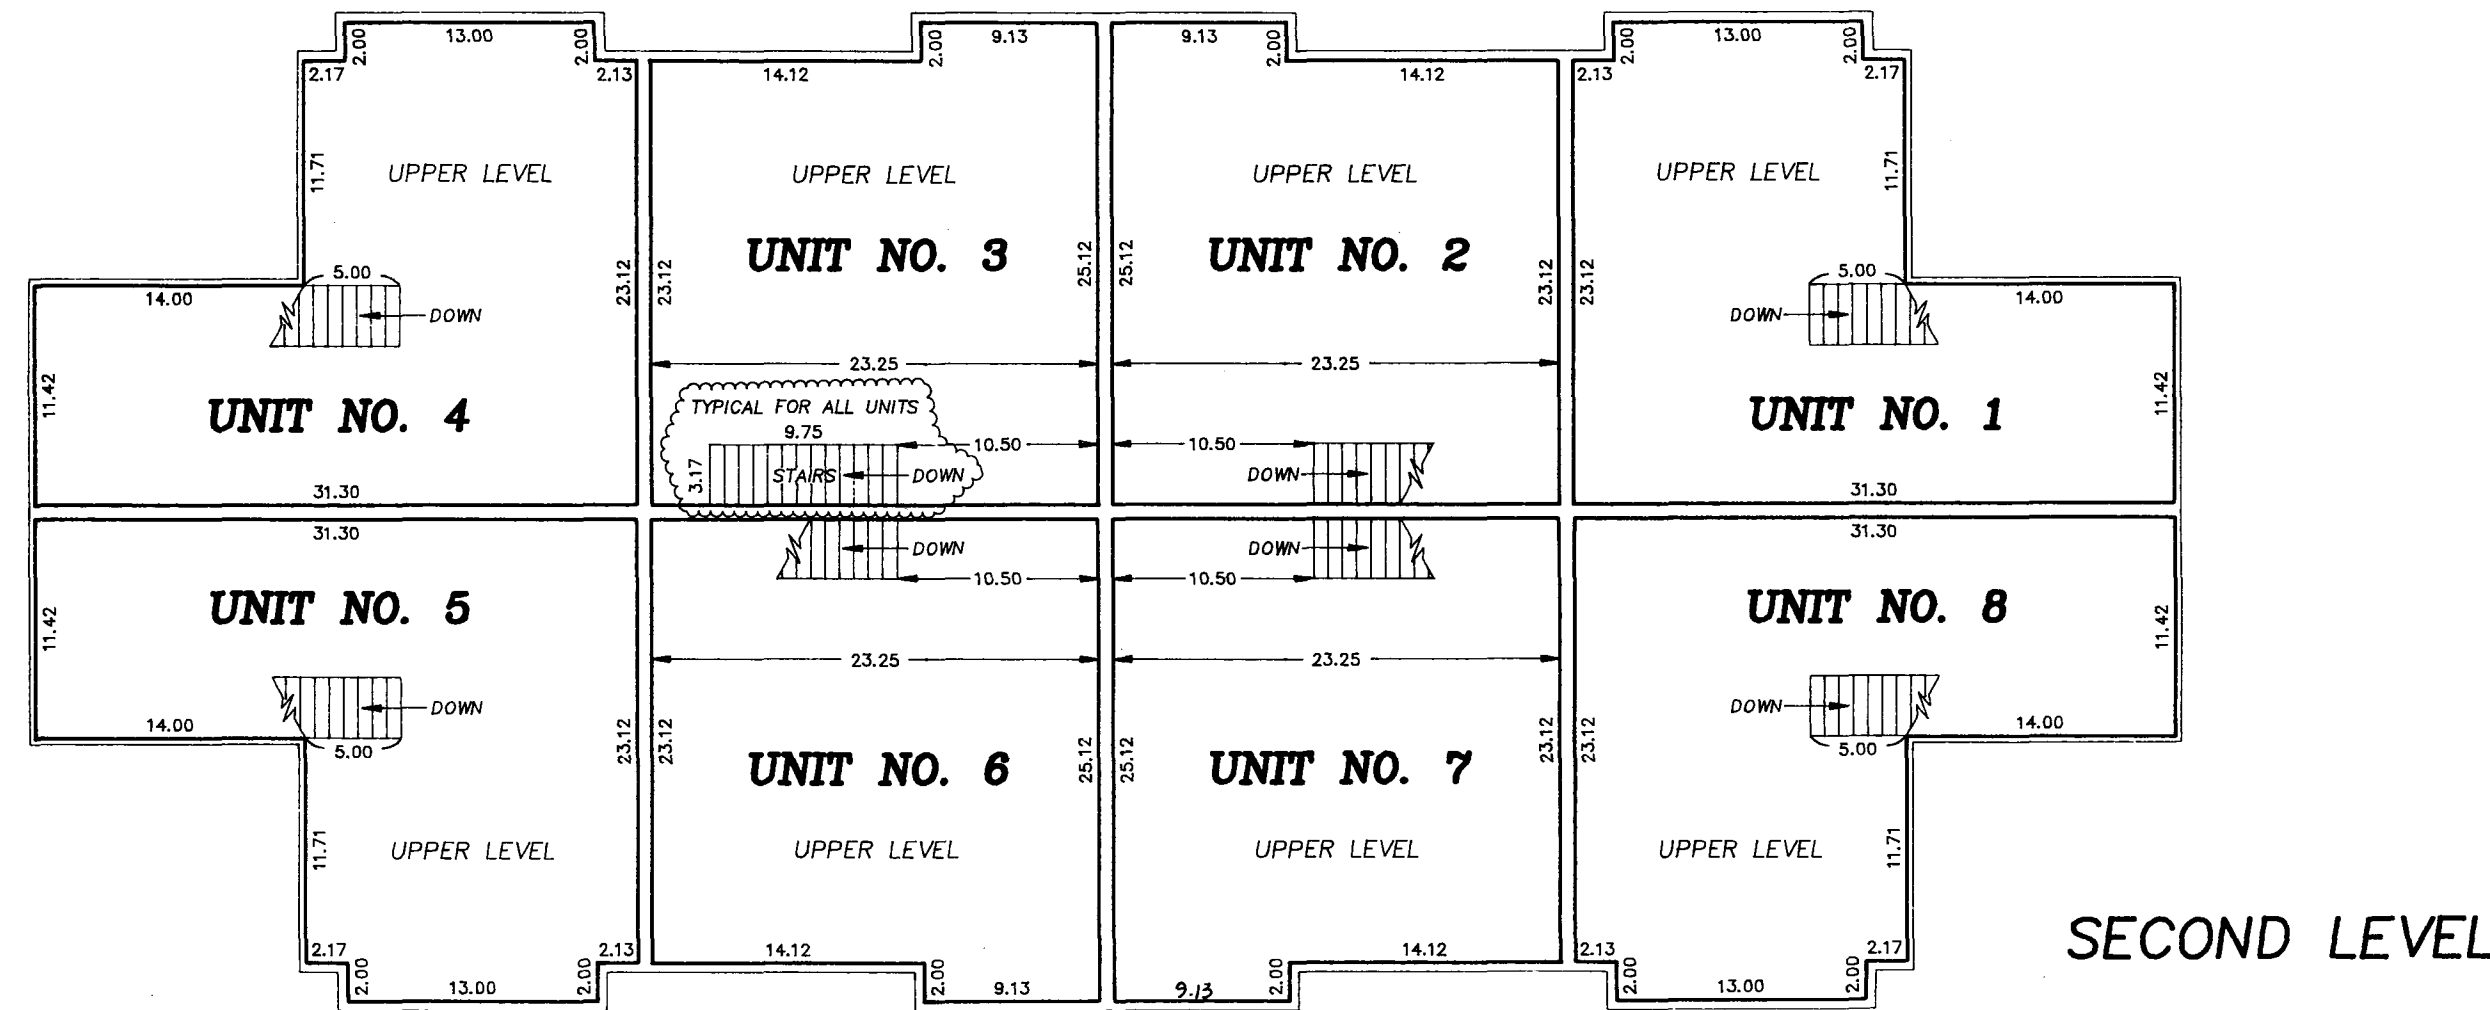 13.00 9.13 9.13 13.00
2.00 2.00 2.00 2.00 2.00 2.00
2.17 2.13 14.12 14.12 2.13 2.17
11.71 UPPER LEVEL UPPER LEVEL UPPER LEVEL UPPER LEVEL 11.71
UNIT NO. 3 UNIT NO. 2
23.12 23.12 25.12 25.12 23.12 23.12
5.00 5.00
14.00 14.00
DOWN DOWN
23.25 23.25
11.42 11.42
UNIT NO. 4 TYPICAL FOR ALL UNITS UNIT NO. 1
9.75 10.50 10.50
3.17 STAIRS DOWN DOWN
31.30 31.30
31.30 31.30
DOWN DOWN
10.50 10.50
UNIT NO. 5 UNIT NO. 8
11.42 11.42
23.25 23.25
DOWN DOWN
14.00 14.00
5.00 5.00
23.12 23.12 25.12 25.12 23.12 23.12
UNIT NO. 6 UNIT NO. 7
11.71 UPPER LEVEL UPPER LEVEL UPPER LEVEL UPPER LEVEL 11.71
SECOND LEVEL
2.17 2.13 14.12 14.12 2.13 2.17
2.00 2.00 2.00 2.00 2.00 2.00
13.00 9.13 9.13 13.00